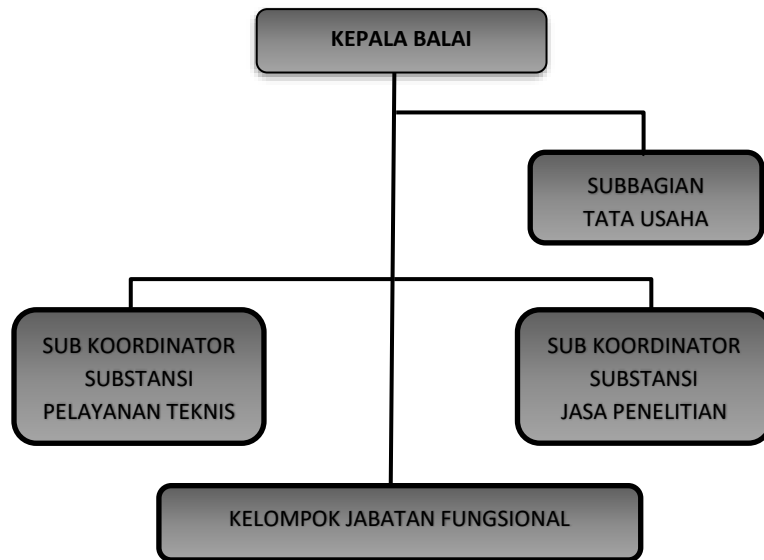 KEPALA BALAI
SUBBAGIAN
TATA USAHA
SUB KOORDINATOR
SUBSTANSI
PELAYANAN TEKNIS
SUB KOORDINATOR
SUBSTANSI
JASA PENELITIAN
KELOMPOK JABATAN FUNGSIONAL